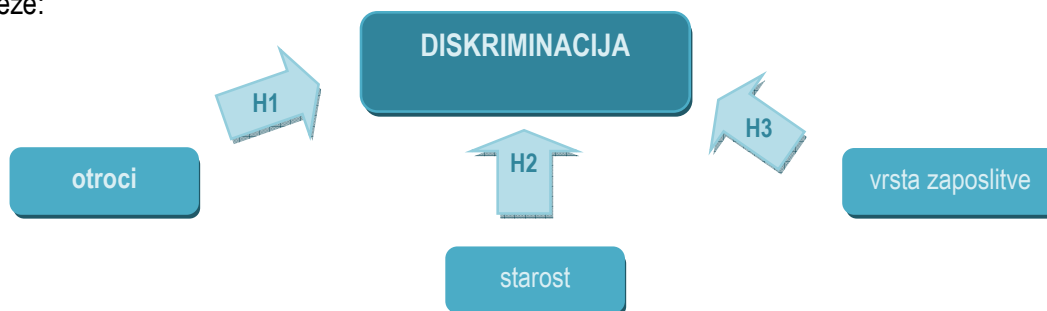 DISKRIMINACIJA
H1
H3
H2
otroci
vrsta zaposlitve
starost